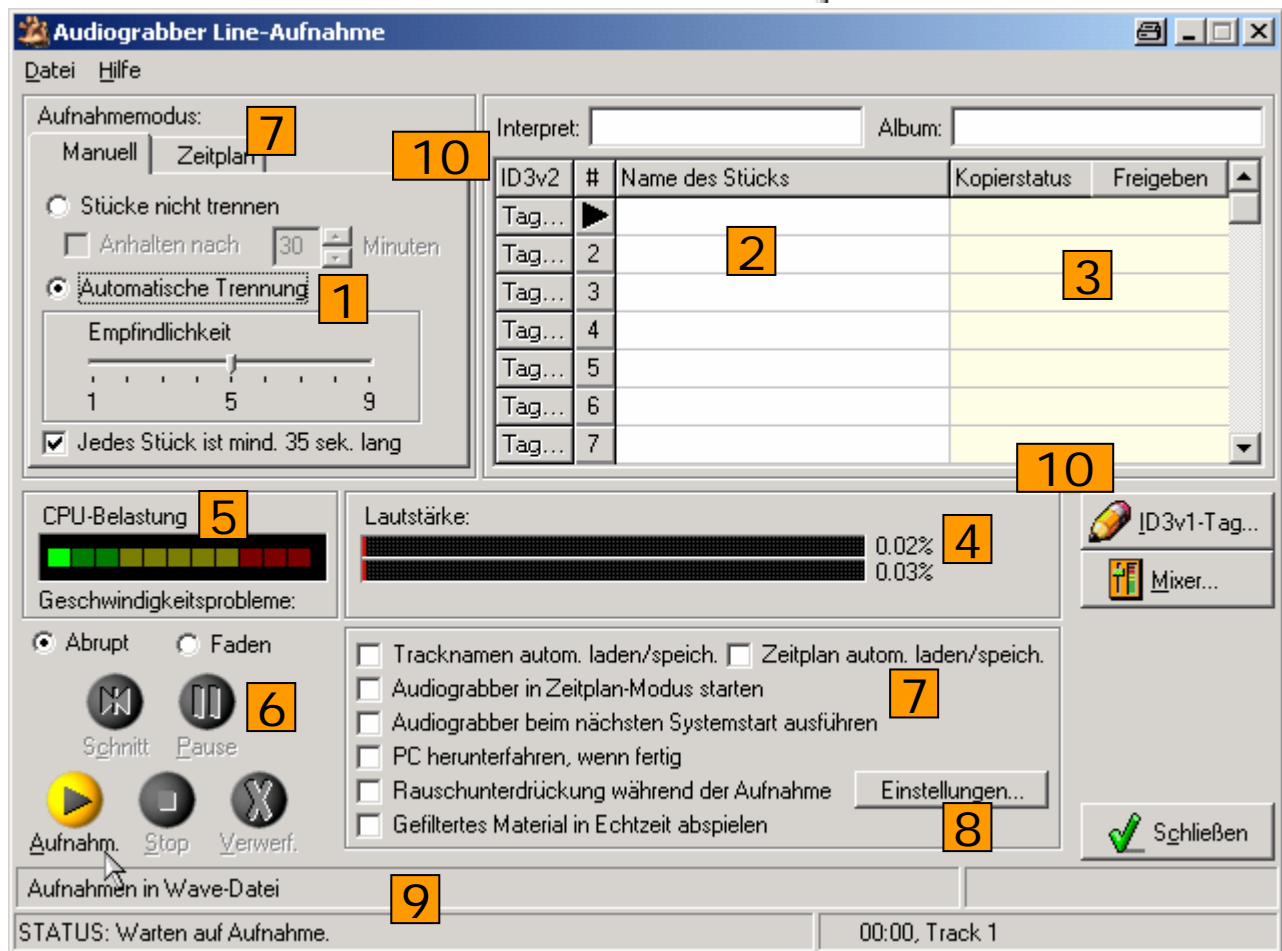 Audiograbber Line-Aufnahme
Datei Hilfe
Aufnahmemodus:
7
Manuell Zeitplan
10
Stücke nicht trennen
Anhalten nach 30 Minuten
Automatische Trennung
1
Empfindlichkeit
1 5 9
Jedes Stück ist mind. 35 sek. lang
Interpret: Album:
ID3v2 # Name des Stücks Kopierstatus Freigeben
Tag...
Tag... 2
Tag... 3
Tag... 4
Tag... 5
Tag... 6
Tag... 7
2
3
10
CPU-Belastung 5
Geschwindigkeitsprobleme:
Lautstärke:
0.02%
0.03%
4
ID3v1-Tag...
Mixer...
Abrupt Faden
Schnitt Pause
6
Aufnahm. Stop Verwerf.
Tracknamen autom. laden/speich. Zeitplan autom. laden/speich.
Audiograbber in Zeitplan-Modus starten
7
Audiograbber beim nächsten Systemstart ausführen
PC herunterfahren, wenn fertig
Rauschunterdrückung während der Aufnahme Einstellungen...
Gefiltertes Material in Echtzeit abspielen
8
Schließen
Aufnahmen in Wave-Datei
9
STATUS: Warten auf Aufnahme. 00:00, Track 1